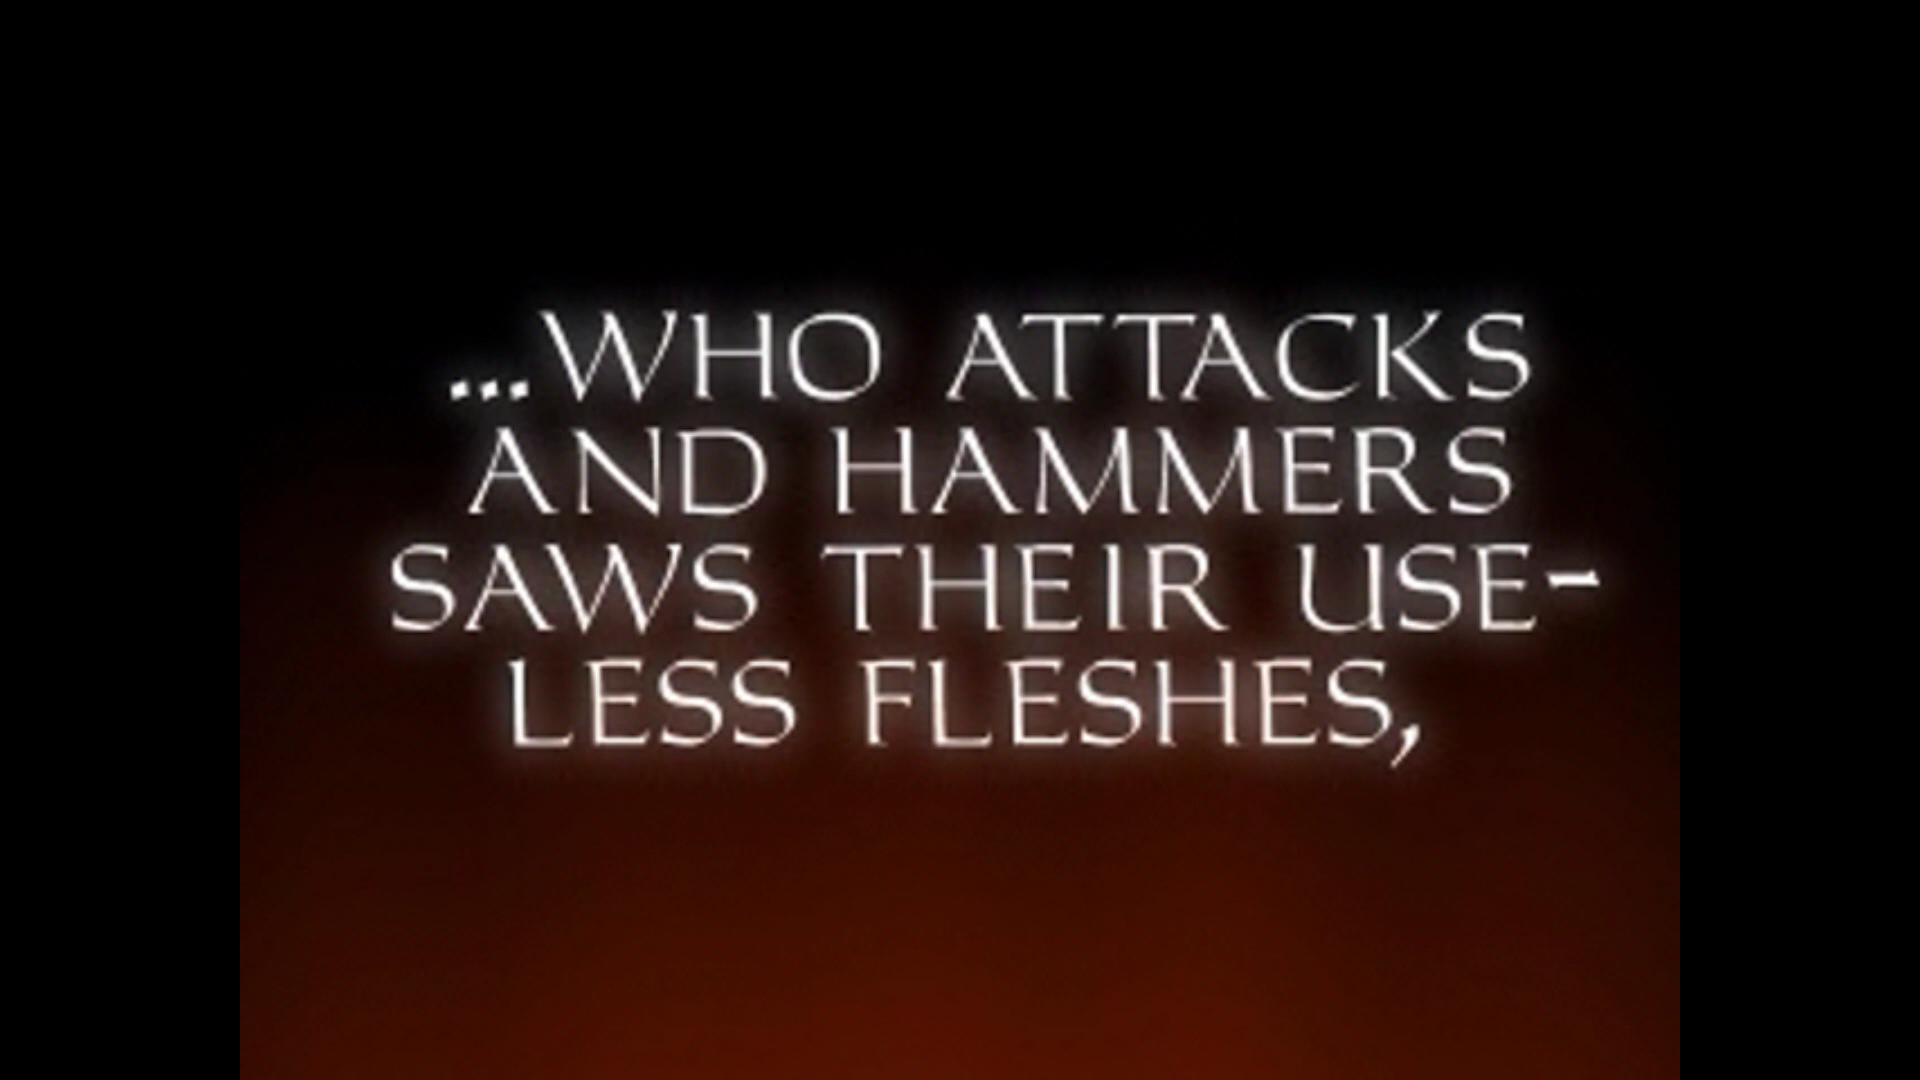 ...WHO ATTACKS
AND HAMMERS
SAWS THEIR USE-
LESS FLESHES,